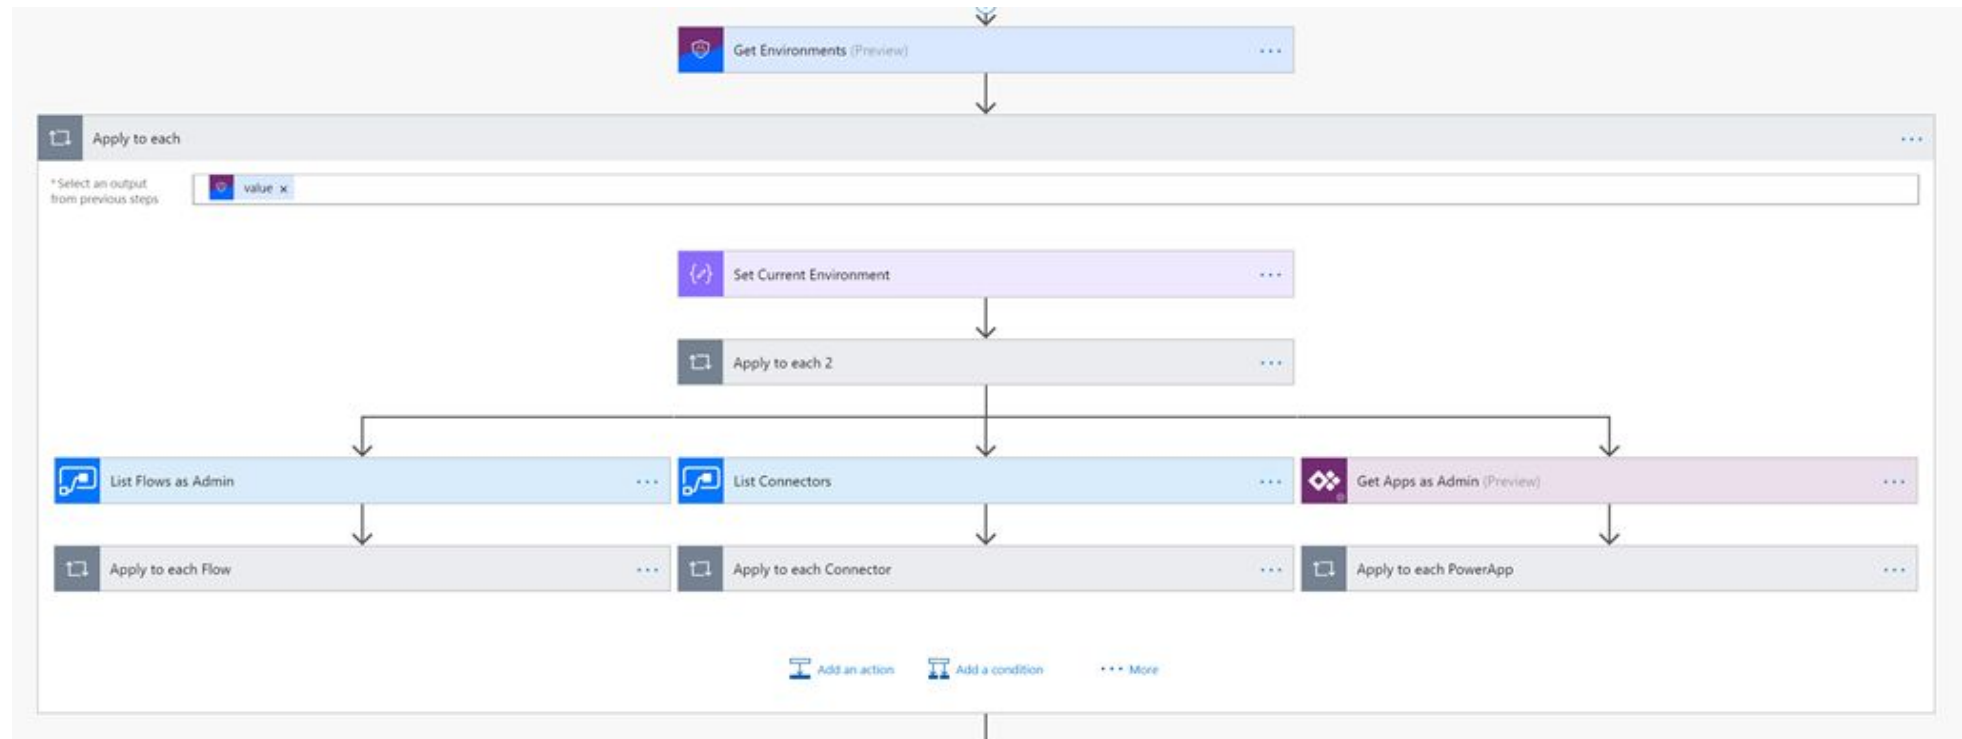 Get Environments (Preview)
Apply to each
* Select an output
from previous steps
value x
Set Current Environment
Apply to each 2
List Flows as Admin
List Connectors
Get Apps as Admin (Preview)
Apply to each Flow
Apply to each Connector
Apply to each PowerApp
Add an action
Add a condition
More